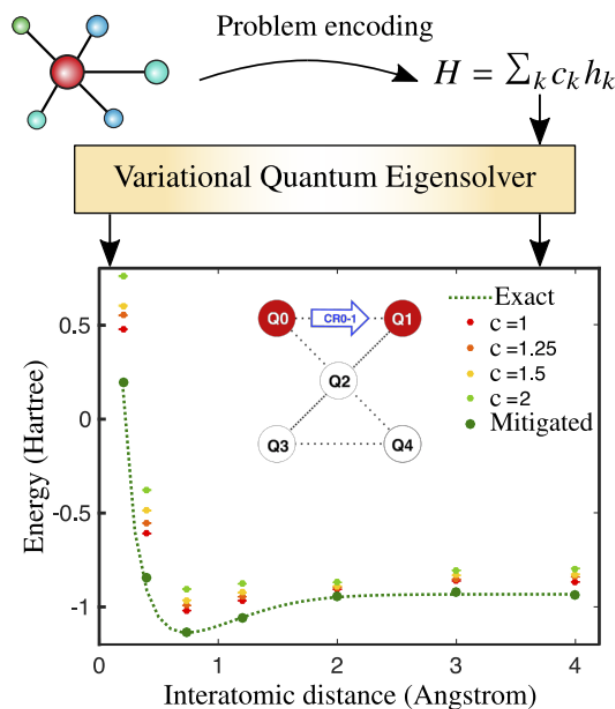 Problem encoding
H = ∑ₖ cₖ hₖ
Variational Quantum Eigensolver
Energy (Hartree)
0.5
0
-0.5
-1
0 1 2 3 4
Interatomic distance (Angstrom)
Q0 CR0-1 Q1
Q2
Q3 Q4
Exact
c =1
c =1.25
c =1.5
c =2
Mitigated